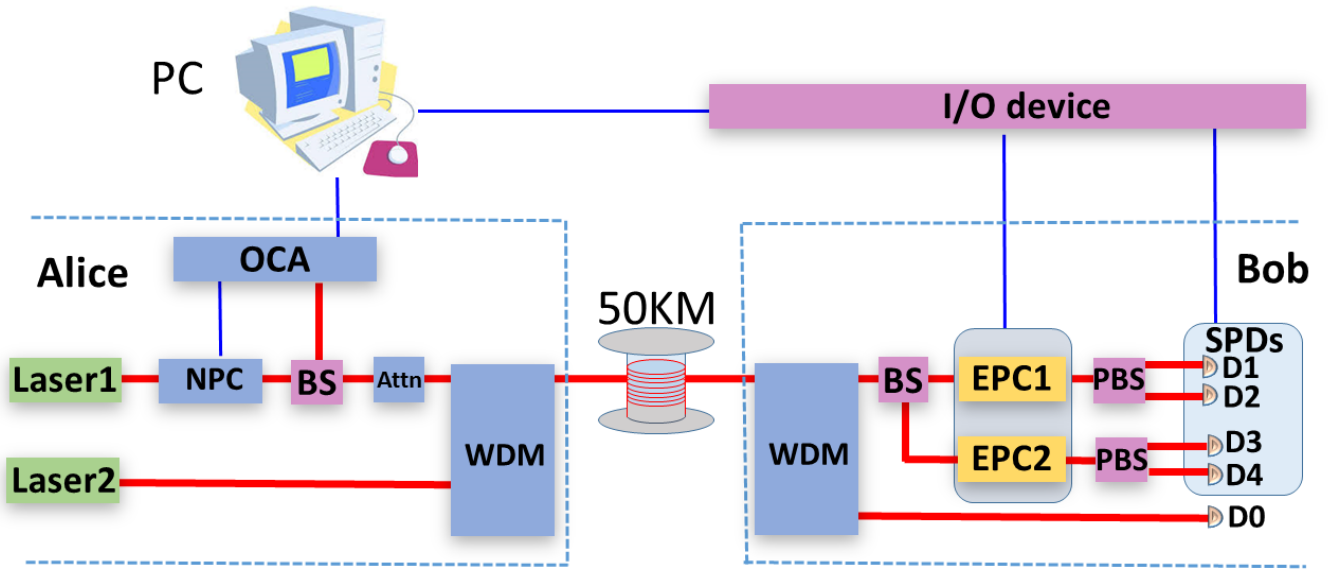 PC
I/O device
Alice
OCA
Bob
50KM
Laser1
NPC
BS
Attn
WDM
Laser2
WDM
BS
EPC1
EPC2
PBS
PBS
SPDs
D1
D2
D3
D4
D0